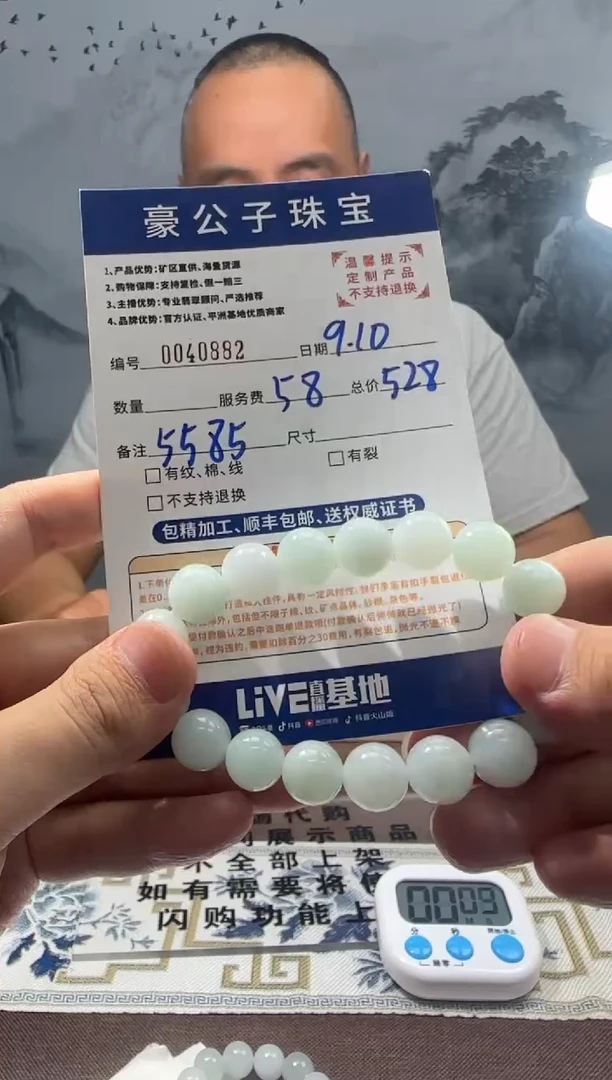 豪公子珠宝
1、产品优势:矿区直供、海量货源
2、购物保障:支持复检、假一赔三
3、主播优势:专业翡翠顾问、严选推荐
4、品牌优势:官方认证、平洲基地优质商家
温馨提示
定制产品
不支持退换
编号 0040882 日期 9.10
数量 服务费 58 总价 528
备注 5585 尺寸
有纹、棉、线 有裂
不支持退换
包精加工、顺丰包邮、送权威证书
LiVE直播基地
抖音 抖音火山版
代购
展示商品
不全部上架
如有需要将
闪购功能上
00 09
分 秒